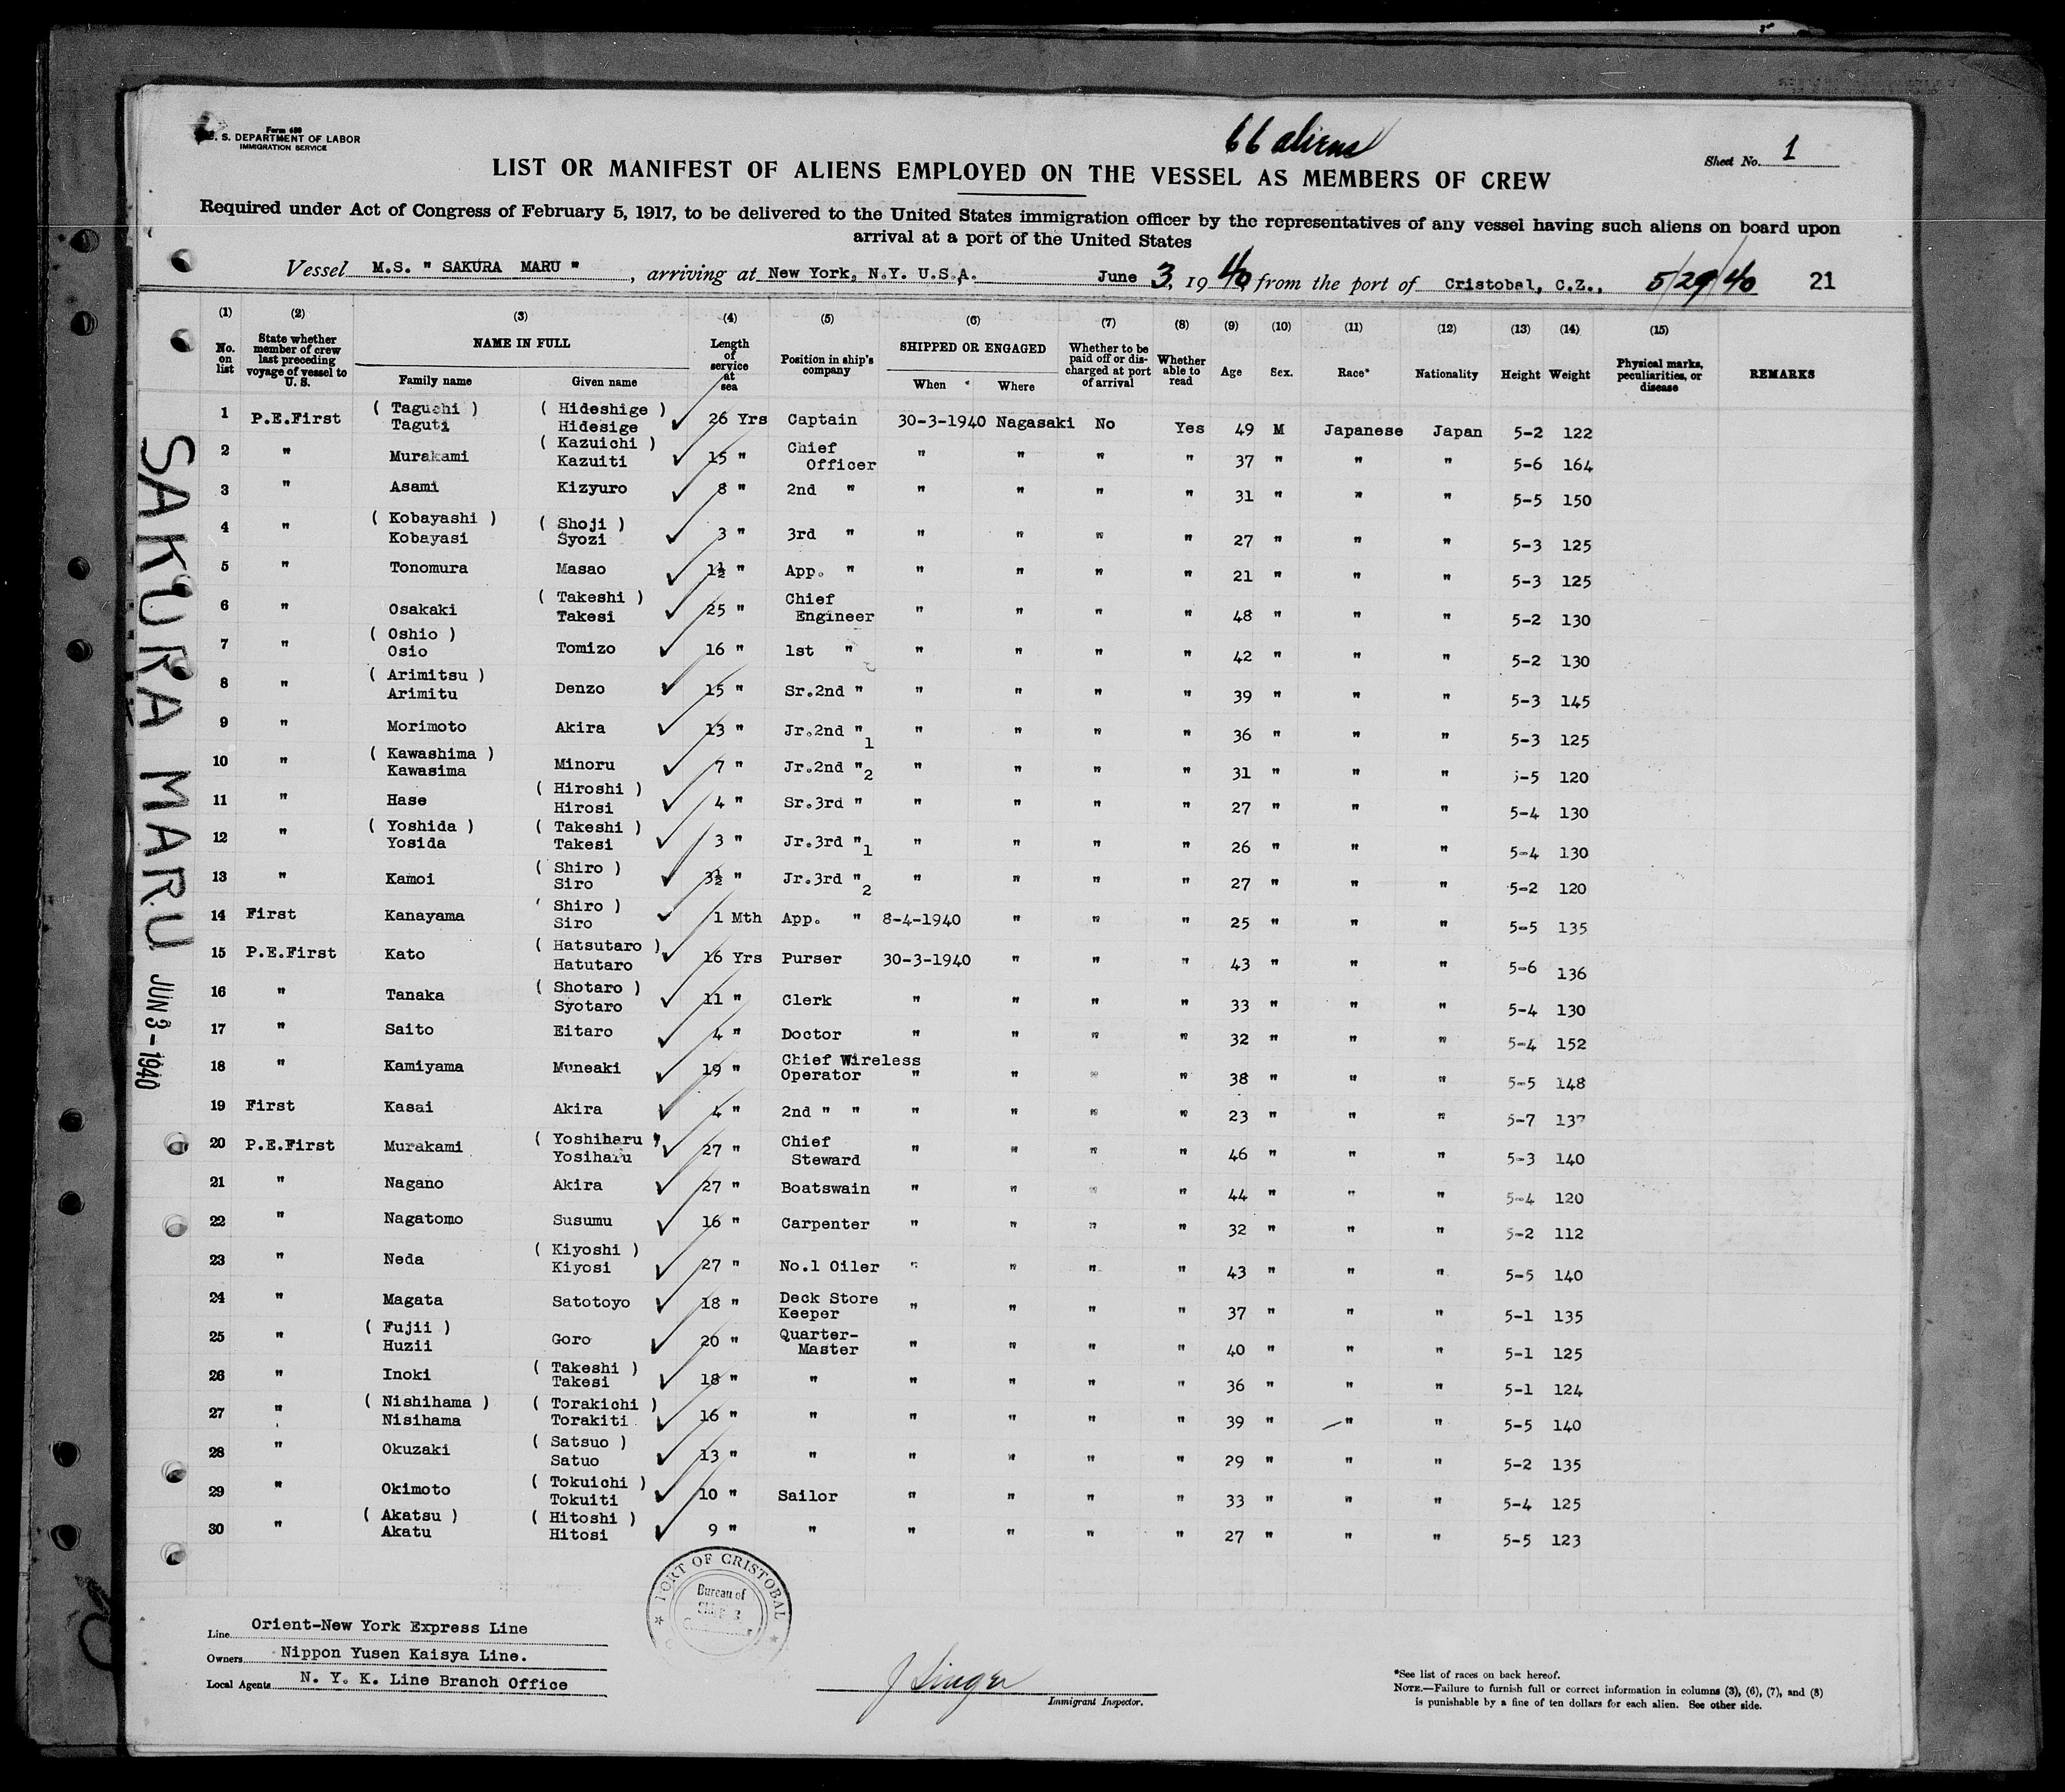 66 aliens
Form 680
U. S. DEPARTMENT OF LABOR
IMMIGRATION SERVICE
Sheet No. 1
LIST OR MANIFEST OF ALIENS EMPLOYED ON THE VESSEL AS MEMBERS OF CREW
Required under Act of Congress of February 5, 1917, to be delivered to the United States immigration officer by the representatives of any vessel having such aliens on board upon
arrival at a port of the United States
Vessel M.S. " SAKURA MARU ", arriving at New York, N.Y. U.S.A. June 3, 1940, from the port of Cristobal, C.Z., 5/29/40 21
(1) (2) (3) (4) (5) (6) (7) (8) (9) (10) (11) (12) (13) (14) (15)
No. on list State whether member of crew last preceding voyage of vessel to U. S. NAME IN FULL Family name Given name Length of service at sea Position in ship's company SHIPPED OR ENGAGED When Where Whether to be paid off or discharged at port of arrival Whether able to read Age Sex. Race* Nationality Height Weight Physical marks, peculiarities, or disease REMARKS
1 P.E.First ( Taguchi ) Taguti ( Hideshige ) Hidesige 26 Yrs Captain 30-3-1940 Nagasaki No Yes 49 M Japanese Japan 5-2 122
2 " Murakami ( Kazuichi ) Kazuiti 15 " Chief Officer " " " " 37 " " " 5-6 164
3 " Asami Kizyuro 8 " 2nd " " " " " 31 " " " 5-5 150
4 " ( Kobayashi ) Kobayasi ( Shoji ) Syozi 3 " 3rd " " " " " 27 " " " 5-3 125
5 " Tonomura Masao 1½ " App. " " " " " 21 " " " 5-3 125
6 " Osakaki ( Takeshi ) Takesi 25 " Chief Engineer " " " " 48 " " " 5-2 130
7 " ( Oshio ) Osio Tomizo 16 " 1st " " " " " 42 " " " 5-2 130
8 " ( Arimitsu ) Arimitu Denzo 15 " Sr.2nd " " " " " 39 " " " 5-3 145
9 " Morimoto Akira 13 " Jr.2nd "1 " " " " 36 " " " 5-3 125
10 " ( Kawashima ) Kawasima Minoru 7 " Jr.2nd "2 " " " " 31 " " " -5 120
11 " Hase ( Hiroshi ) Hirosi 4 " Sr.3rd " " " " " 27 " " " 5-4 130
12 " ( Yoshida ) Yosida ( Takeshi ) Takesi 3 " Jr.3rd "1 " " " " 26 " " " 5-4 130
13 " Kamoi ( Shiro ) Siro 3½ " Jr.3rd "2 " " " " 27 " " " 5-2 120
14 First Kanayama ( Shiro ) Siro 1 Mth App. " 8-4-1940 " " " 25 " " " 5-5 135
15 P.E.First Kato ( Hatsutaro ) Hatutaro 16 Yrs Purser 30-3-1940 " " " 43 " " " 5-6 136
16 " Tanaka ( Shotaro ) Syotaro 11 " Clerk " " " " 33 " " " 5-4 130
17 " Saito Eitaro 4 " Doctor " " " " 32 " " " 5-4 152
18 " Kamiyama Muneaki 19 " Chief Wireless Operator " " " " 38 " " " 5-5 148
19 First Kasai Akira 4 " 2nd " " " " " " 23 " " " 5-7 137
20 P.E.First Murakami ( Yoshiharu ) Yosiharu 27 " Chief Steward " " " " 46 " " " 5-3 140
21 " Nagano Akira 27 " Boatswain " " " " 44 " " " 5-4 120
22 " Nagatomo Susumu 16 " Carpenter " " " " 32 " " " 5-2 112
23 " Neda ( Kiyoshi ) Kiyosi 27 " No.1 Oiler " " " " 43 " " " 5-5 140
24 " Magata Satotoyo 18 " Deck Store Keeper " " " " 37 " " " 5-1 135
25 " ( Fujii ) Huzii Goro 20 " Quarter-Master " " " " 40 " " " 5-1 125
26 " Inoki ( Takeshi ) Takesi 18 " " " " " " 36 " " " 5-1 124
27 " ( Nishihama ) Nisihama ( Torakichi ) Torakiti 16 " " " " " " 39 " " " 5-5 140
28 " Okuzaki ( Satsuo ) Satuo 13 " " " " " " 29 " " " 5-2 135
29 " Okimoto ( Tokuichi ) Tokuiti 10 " Sailor " " " " 33 " " " 5-4 125
30 " ( Akatsu ) Akatu ( Hitoshi ) Hitosi 9 " " " " " " 27 " " " 5-5 123
SAKURA MARU JUN 3-1940
PORT OF CRISTOBAL
Bureau of
Line Orient-New York Express Line
Owners Nippon Yusen Kaisya Line.
Local Agents N. Y. K. Line Branch Office
J Singer
Immigrant Inspector.
*See list of races on back hereof.
NOTE.—Failure to furnish full or correct information in columns (3), (6), (7), and (8)
is punishable by a fine of ten dollars for each alien. See other side.